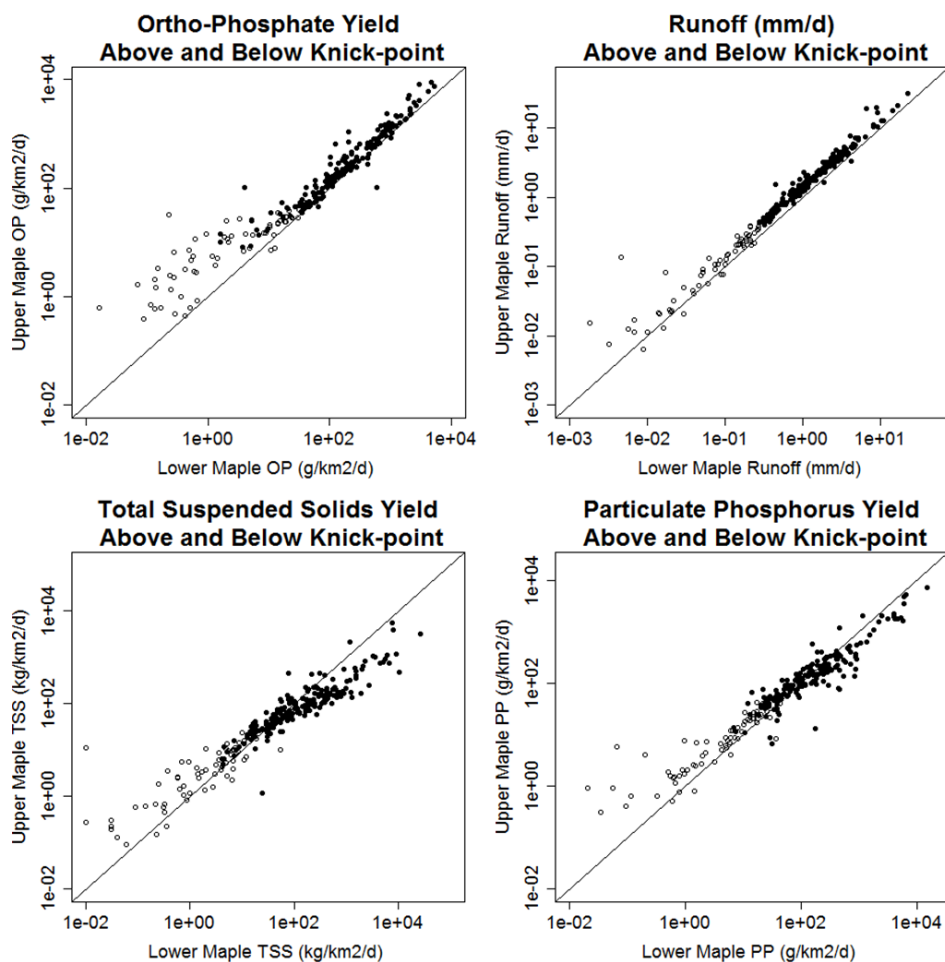 Ortho-Phosphate Yield
Above and Below Knick-point
Upper Maple OP (g/km2/d)
1e+04
1e+02
1e+00
1e-02
1e-02 1e+00 1e+02 1e+04
Lower Maple OP (g/km2/d)
Runoff (mm/d)
Above and Below Knick-point
Upper Maple Runoff (mm/d)
1e+01
1e+00
1e-01
1e-02
1e-03
1e-03 1e-02 1e-01 1e+00 1e+01
Lower Maple Runoff (mm/d)
Total Suspended Solids Yield
Above and Below Knick-point
Upper Maple TSS (kg/km2/d)
1e+04
1e+02
1e+00
1e-02
1e-02 1e+00 1e+02 1e+04
Lower Maple TSS (kg/km2/d)
Particulate Phosphorus Yield
Above and Below Knick-point
Upper Maple PP (g/km2/d)
1e+04
1e+02
1e+00
1e-02
1e-02 1e+00 1e+02 1e+04
Lower Maple PP (g/km2/d)